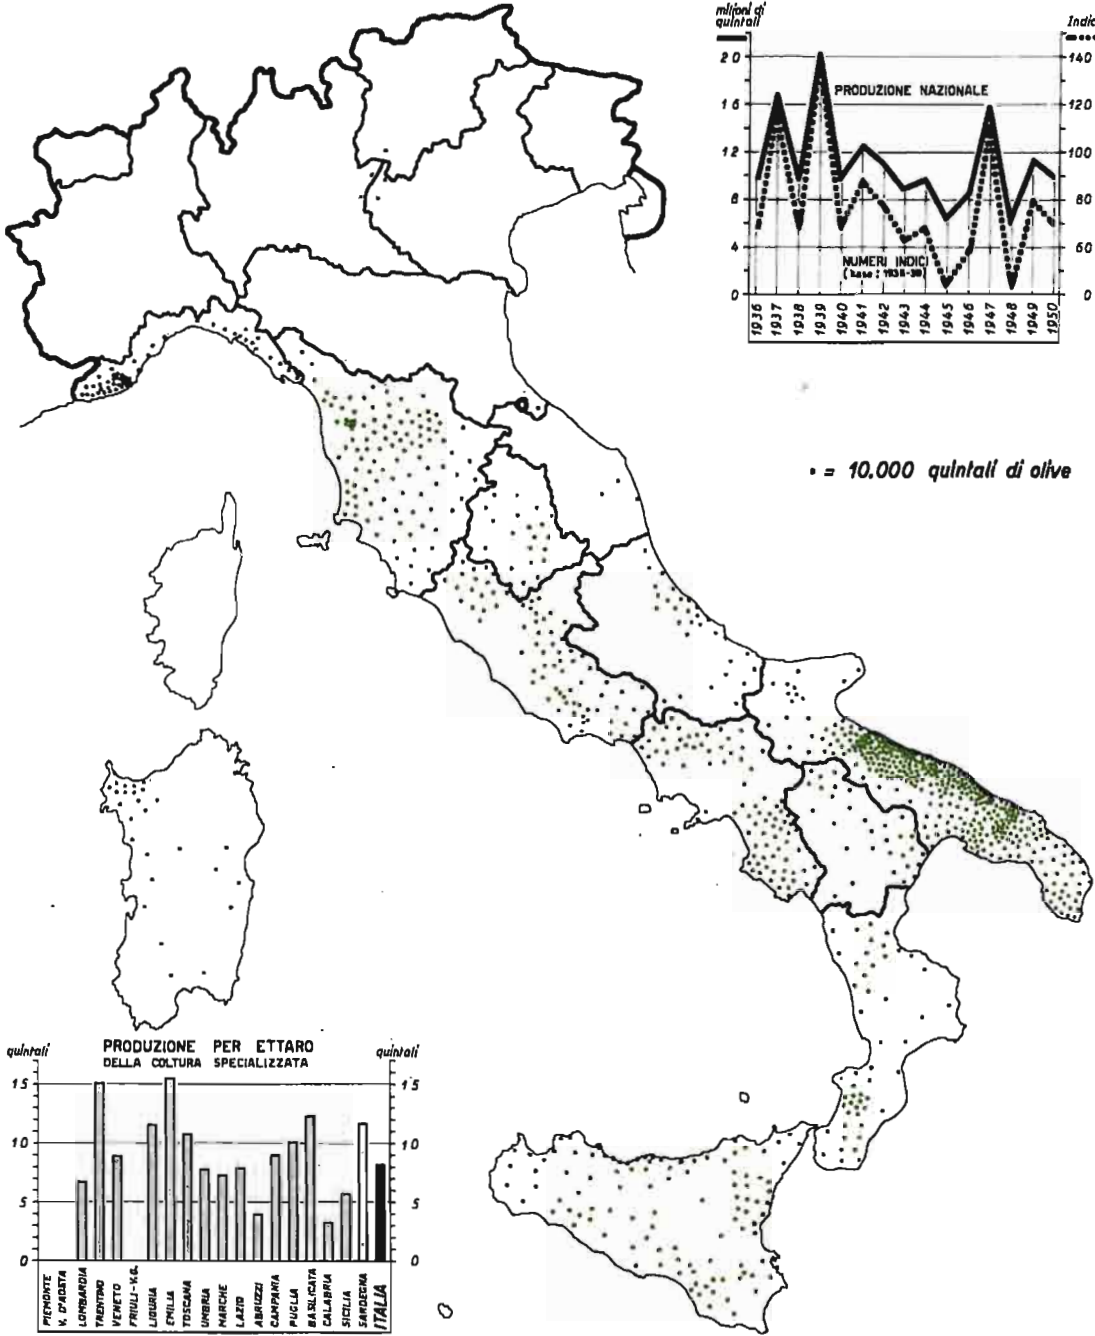 milioni di
quintali
Indic
20
16
12
8
4
0
140
120
100
80
60
0
PRODUZIONE NAZIONALE
NUMERI INDICI
1936 1937 1938 1939 1940 1941 1942 1943 1944 1945 1946 1947 1948 1949 1950
• = 10.000 quintali di olive
PRODUZIONE PER ETTARO
DELLA COLTURA SPECIALIZZATA
quintali
quintali
15
10
5
0
15
10
5
0
PIEMONTE
V. D'AOSTA
LOMBARDIA
TRENTINO
VENETO
FRIULI-V.G.
LIGURIA
EMILIA
TOSCANA
UMBRIA
MARCHE
LAZIO
ABRUZZI
CAMPANIA
PUGLIA
BASILICATA
CALABRIA
SICILIA
SARDEGNA
ITALIA